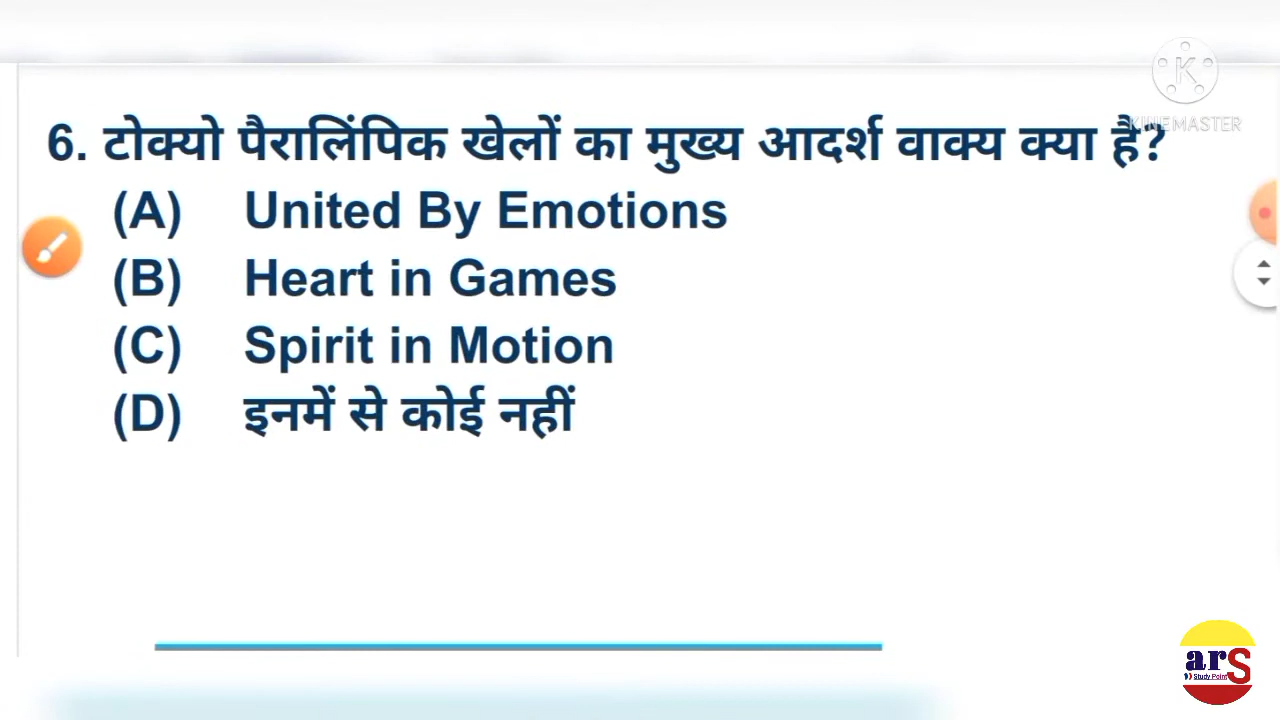 KINEMASTER
6. टोक्यो पैरालिंपिक खेलों का मुख्य आदर्श वाक्य क्या है?
(A) United By Emotions
(B) Heart in Games
(C) Spirit in Motion
(D) इनमें से कोई नहीं
arS
Study Point